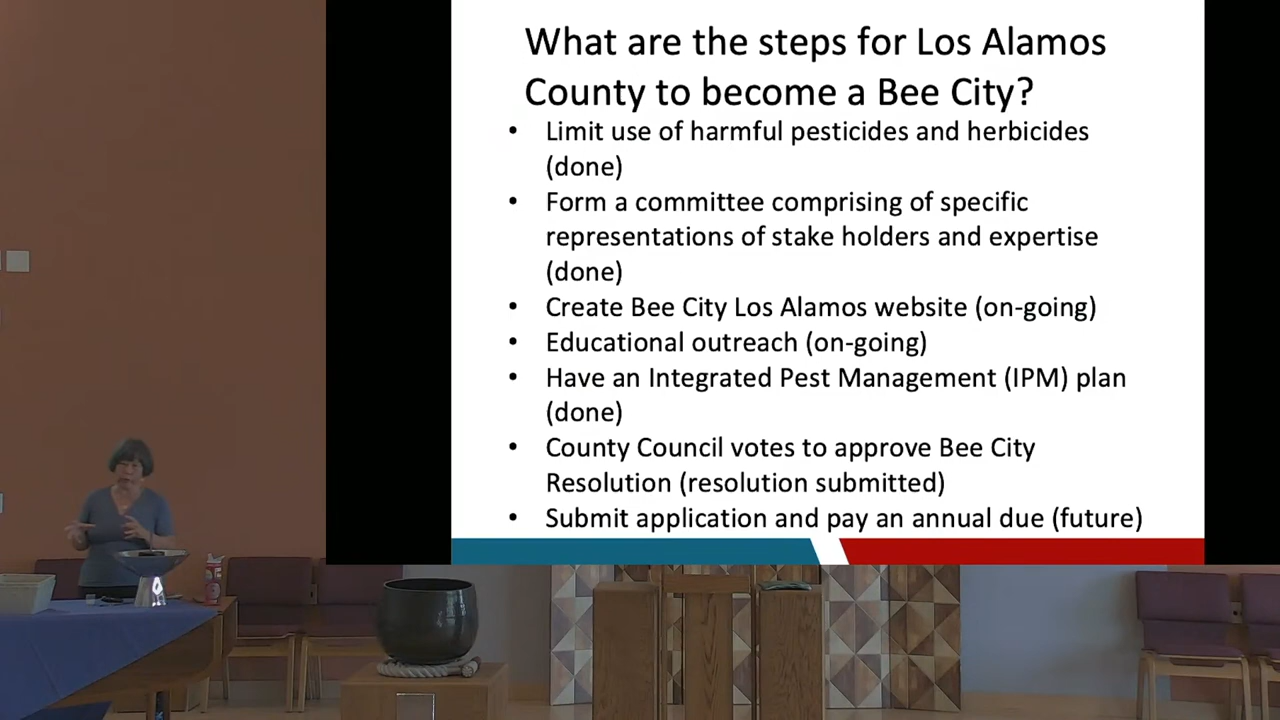 What are the steps for Los Alamos
County to become a Bee City?
• Limit use of harmful pesticides and herbicides
(done)
• Form a committee comprising of specific
representations of stake holders and expertise
(done)
• Create Bee City Los Alamos website (on-going)
• Educational outreach (on-going)
• Have an Integrated Pest Management (IPM) plan
(done)
• County Council votes to approve Bee City
Resolution (resolution submitted)
• Submit application and pay an annual due (future)